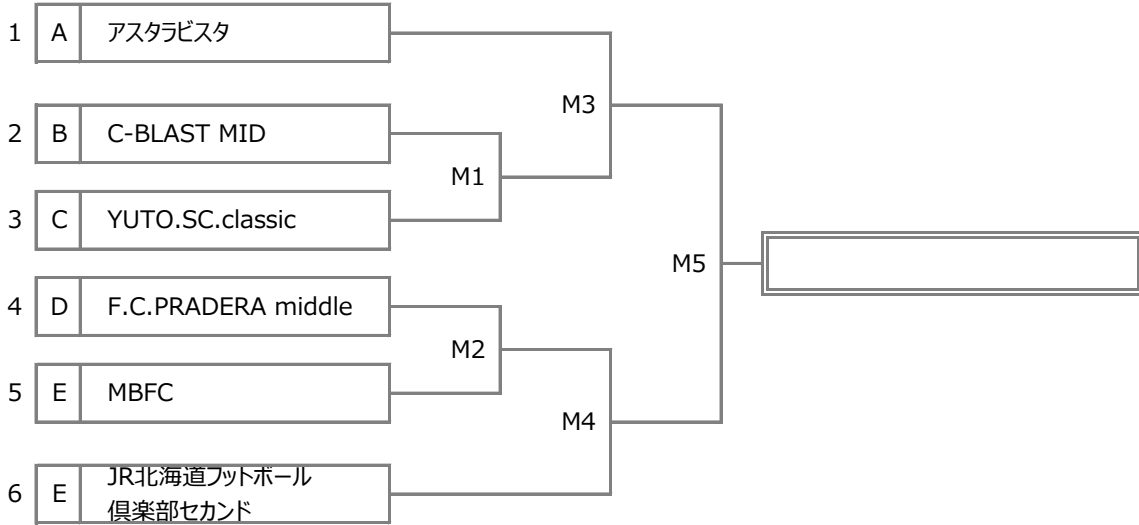 1 A アスタラビスタ
M3
2 B C-BLAST MID
M1
3 C YUTO.SC.classic
M5
4 D F.C.PRADERA middle
M2
5 E MBFC
M4
6 E JR北海道フットボール
倶楽部セカンド